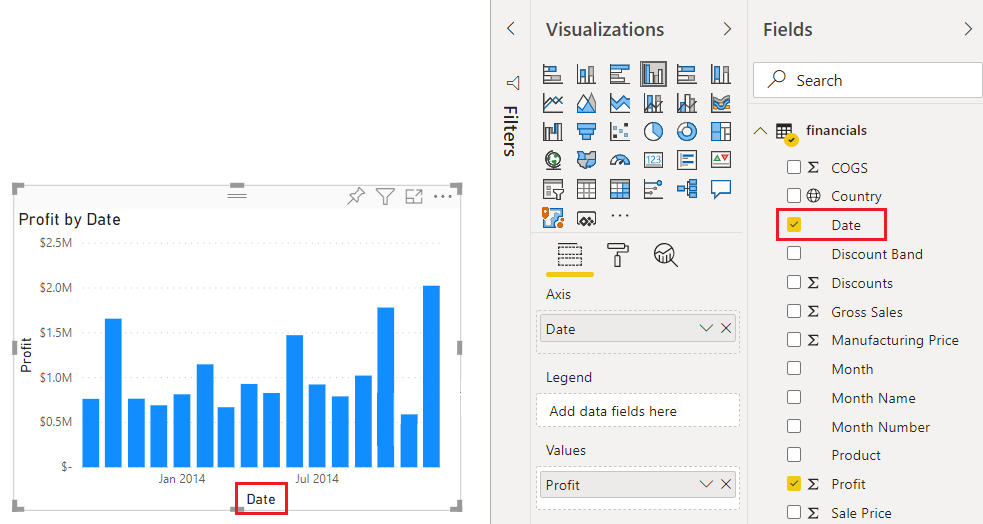 Profit by Date
$2.5M
$2.0M
$1.5M
$1.0M
$0.5M
$-
Profit
Jan 2014
Jul 2014
Date
Filters
Visualizations
123
Axis
Date
Legend
Add data fields here
Values
Profit
Fields
Search
financials
COGS
Country
Date
Discount Band
Discounts
Gross Sales
Manufacturing Price
Month
Month Name
Month Number
Product
Profit
Sale Price